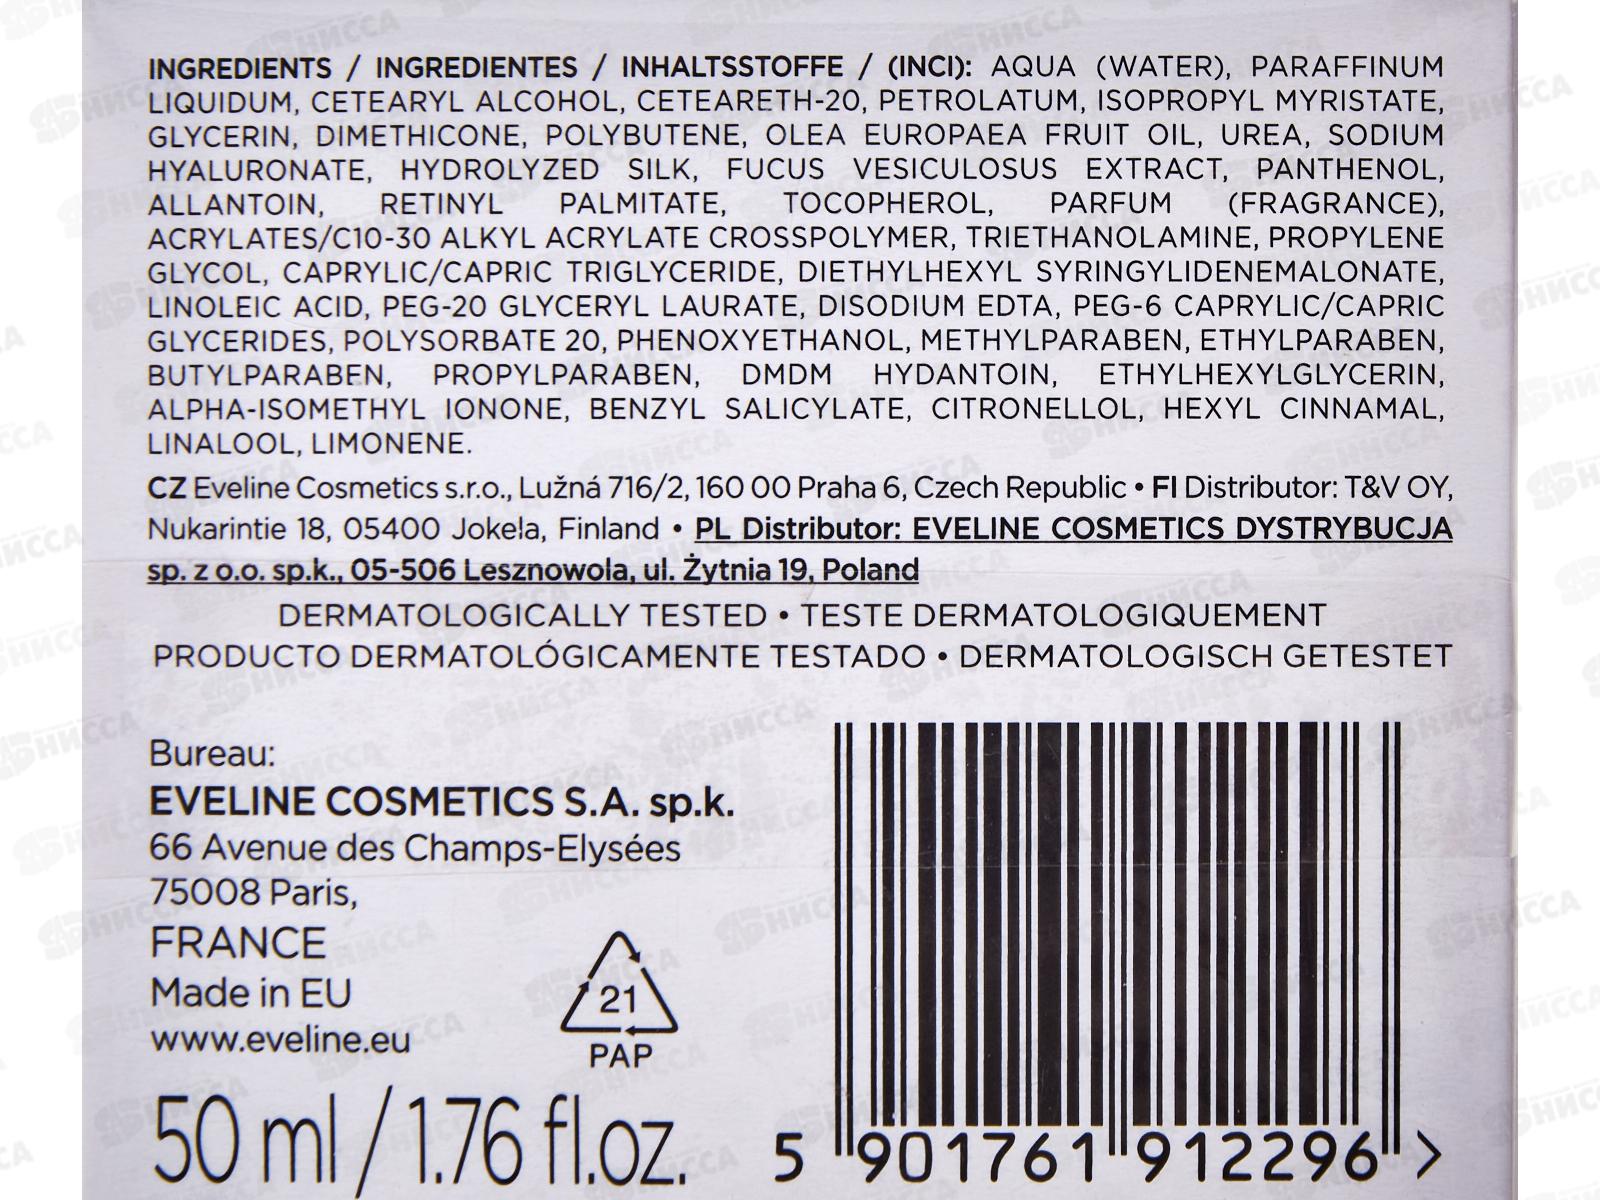 INGREDIENTS / INGREDIENTES / INHALTSSTOFFE / (INCI): AQUA (WATER), PARAFFINUM
LIQUIDUM, CETEARYL ALCOHOL, CETEARETH-20, PETROLATUM, ISOPROPYL MYRISTATE,
GLYCERIN, DIMETHICONE, POLYBUTENE, OLEA EUROPAEA FRUIT OIL, UREA, SODIUM
HYALURONATE, HYDROLYZED SILK, FUCUS VESICULOSUS EXTRACT, PANTHENOL,
ALLANTOIN, RETINYL PALMITATE, TOCOPHEROL, PARFUM (FRAGRANCE),
ACRYLATES/C10-30 ALKYL ACRYLATE CROSSPOLYMER, TRIETHANOLAMINE, PROPYLENE
GLYCOL, CAPRYLIC/CAPRIC TRIGLYCERIDE, DIETHYLHEXYL SYRINGYLIDENEMALONATE,
LINOLEIC ACID, PEG-20 GLYCERYL LAURATE, DISODIUM EDTA, PEG-6 CAPRYLIC/CAPRIC
GLYCERIDES, POLYSORBATE 20, PHENOXYETHANOL, METHYLPARABEN, ETHYLPARABEN,
BUTYLPARABEN, PROPYLPARABEN, DMDM HYDANTOIN, ETHYLHEXYLGLYCERIN,
ALPHA-ISOMETHYL IONONE, BENZYL SALICYLATE, CITRONELLOL, HEXYL CINNAMAL,
LINALOOL, LIMONENE.
CZ Eveline Cosmetics s.r.o., Lužná 716/2, 160 00 Praha 6, Czech Republic • FI Distributor: T&V OY,
Nukarintie 18, 05400 Jokela, Finland • PL Distributor: EVELINE COSMETICS DYSTRYBUCJA
sp. z o.o. sp.k., 05-506 Lesznowola, ul. Żytnia 19, Poland
DERMATOLOGICALLY TESTED • TESTE DERMATOLOGIQUEMENT
PRODUCTO DERMATOLÓGICAMENTE TESTADO • DERMATOLOGISCH GETESTET
Bureau:
EVELINE COSMETICS S.A. sp.k.
66 Avenue des Champs-Elysées
75008 Paris,
FRANCE
Made in EU
www.eveline.eu
21
PAP
50 ml / 1.76 fl.oz.
5 901761 912296 >